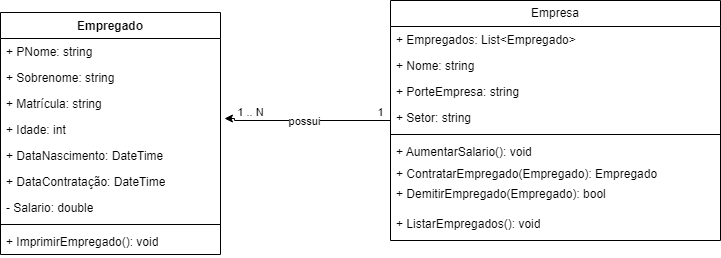 Empregado
+ PNome: string
+ Sobrenome: string
+ Matrícula: string
+ Idade: int
+ DataNascimento: DateTime
+ DataContratação: DateTime
- Salario: double
+ ImprimirEmpregado(): void
1 .. N
possui
1
Empresa
+ Empregados: List<Empregado>
+ Nome: string
+ PorteEmpresa: string
+ Setor: string
+ AumentarSalario(): void
+ ContratarEmpregado(Empregado): Empregado
+ DemitirEmpregado(Empregado): bool
+ ListarEmpregados(): void